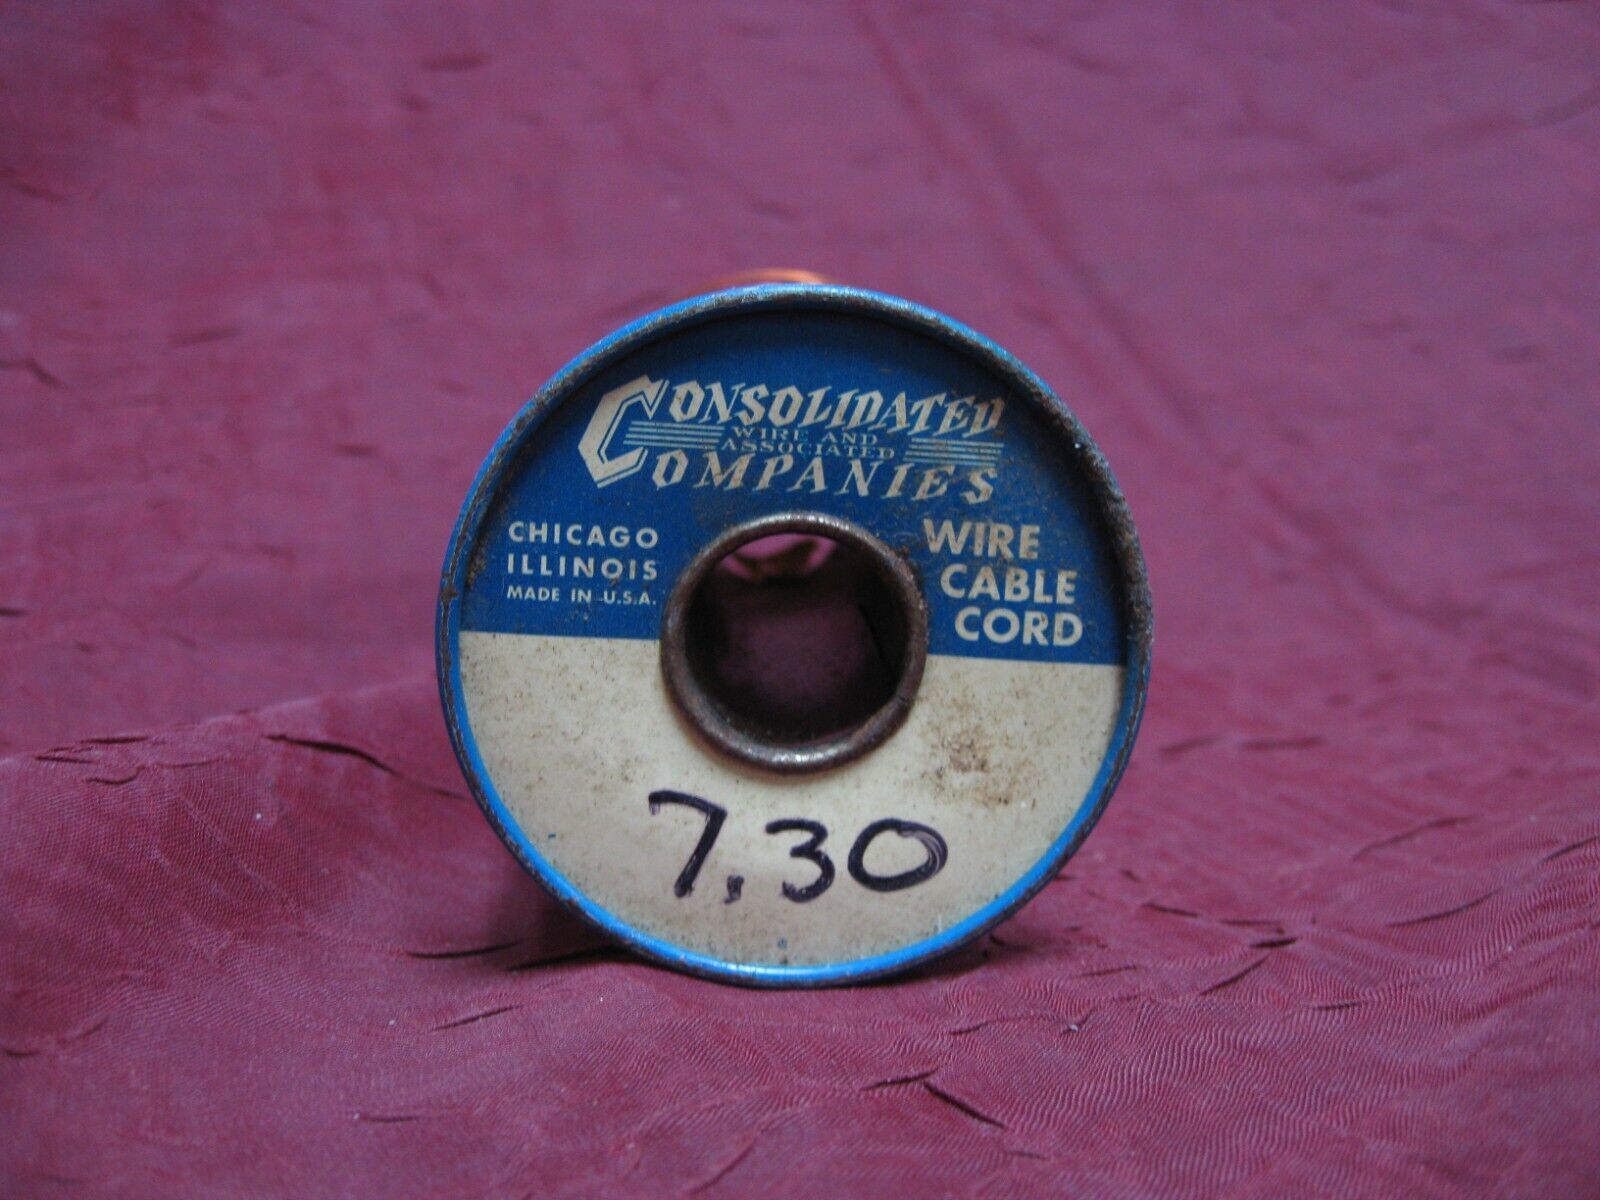 CONSOLIDATED
WIRE AND
ASSOCIATED
COMPANIES
CHICAGO
ILLINOIS
MADE IN U.S.A.
WIRE
CABLE
CORD
7,30